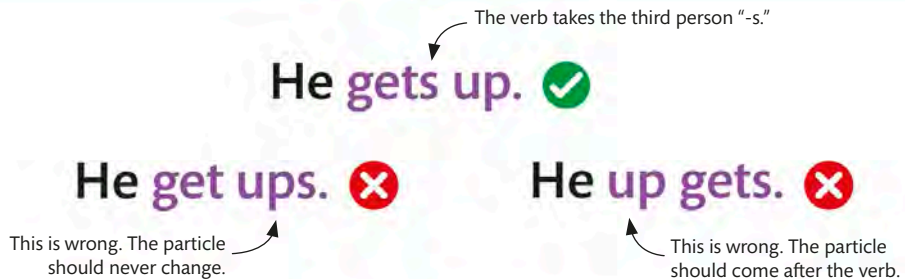 The verb takes the third person “-s.”
He gets up.
He get ups.
He up gets.
This is wrong. The particle
should never change.
This is wrong. The particle
should come after the verb.